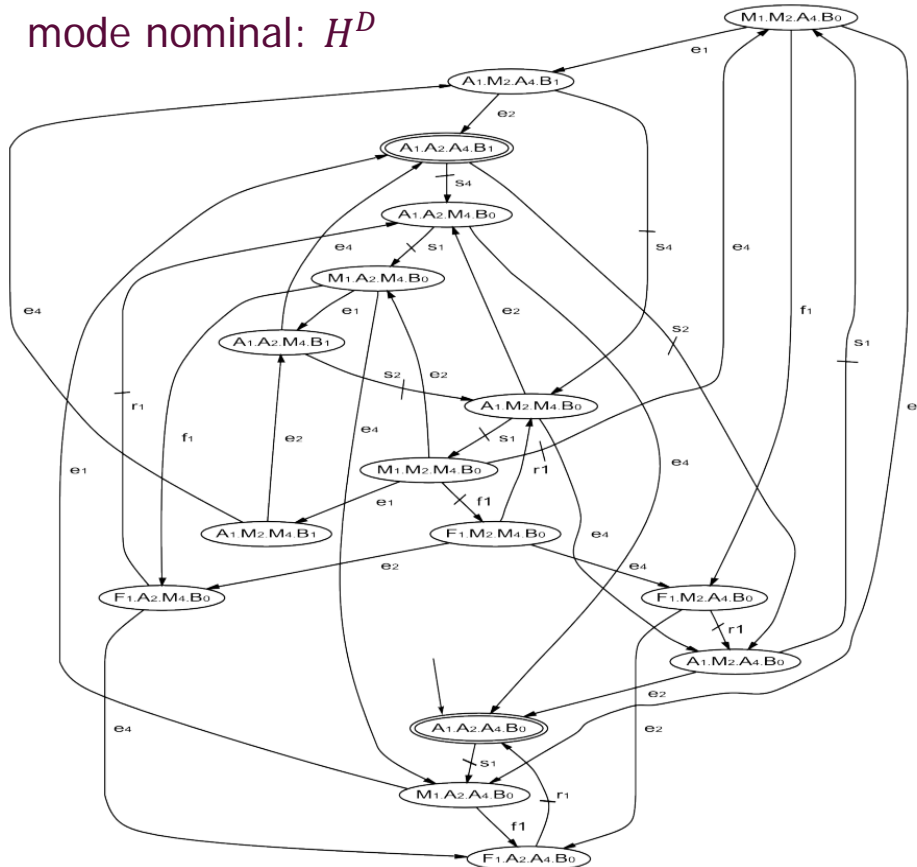 mode nominal: Hᴰ
M₁.M₂.A₄.B₀
e₁
A₁.M₂.A₄.B₁
e₂
A₁.A₂.A₄.B₁
s₄
A₁.A₂.M₄.B₀
s₄
e₄
s₁
e₄
M₁.A₂.M₄.B₀
e₄
e₁
e₂
f₁
s₂
A₁.A₂.M₄.B₁
s₁
s₂
e₂
e
A₁.M₂.M₄.B₀
r₁
f₁
e₄
s₁
e₂
r1
e₄
e₁
M₁.M₂.M₄.B₀
e₁
f1
A₁.M₂.M₄.B₁
F₁.M₂.M₄.B₀
e₄
e₂
e₄
F₁.A₂.M₄.B₀
F₁.M₂.A₄.B₀
r1
A₁.M₂.A₄.B₀
e₂
e₄
A₁.A₂.A₄.B₀
e₂
s₁
M₁.A₂.A₄.B₀
r₁
f1
F₁.A₂.A₄.B₀